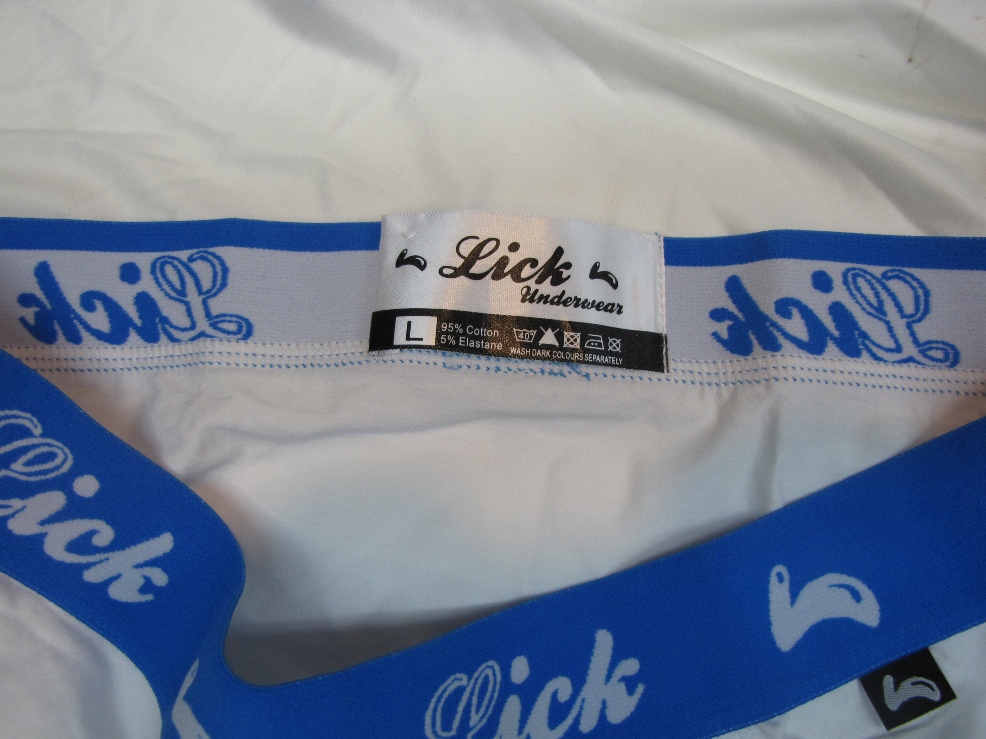 Lick
Underwear
L
95% Cotton
5% Elastane
40°
WASH DARK COLOURS SEPARATELY
Lick
Lick
Lick
Lick